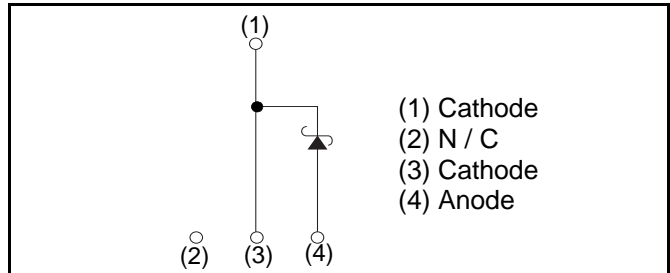 (1)
(1) Cathode
(2) N / C
(3) Cathode
(4) Anode
(2) (3) (4)